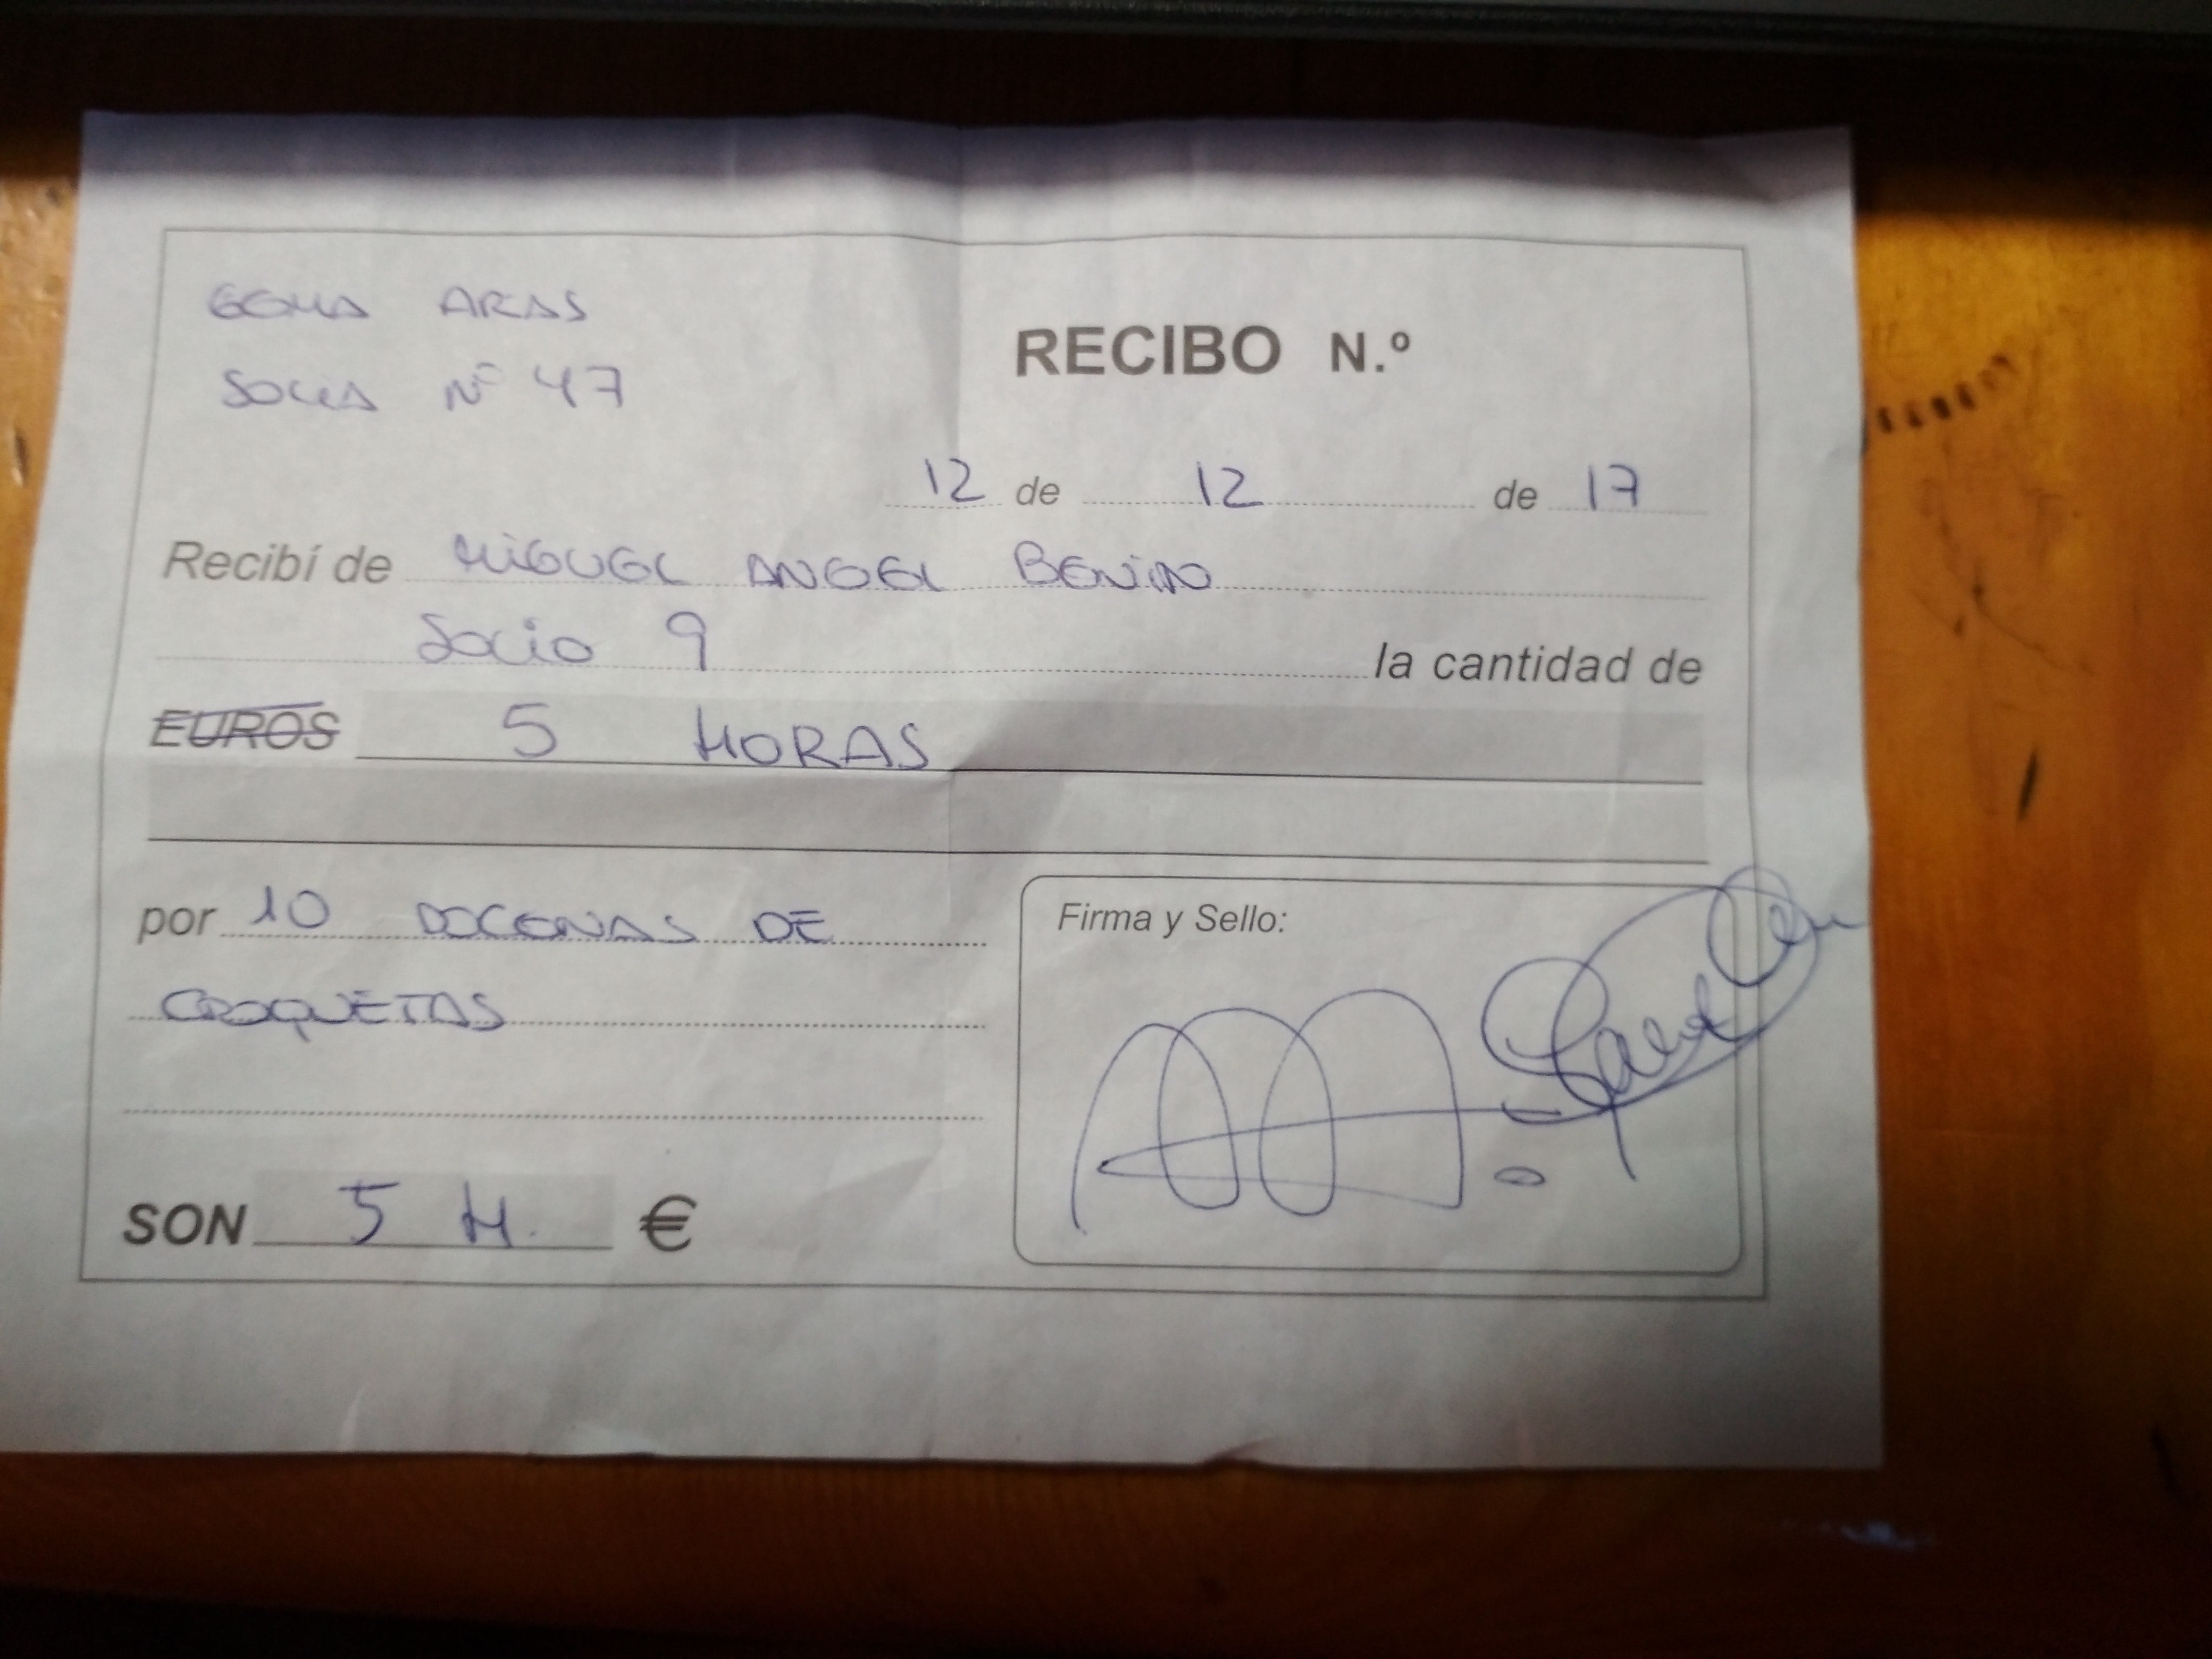 GEMA ARAS
SOCIA Nº 47
RECIBO N.º
12 de 12 de 17
Recibí de MIGUEL ANGEL
Socio 9 la cantidad de
EUROS 5 HORAS
por 10 DOCENAS DE
CROQUETAS
Firma y Sello:
SON 5 H. €